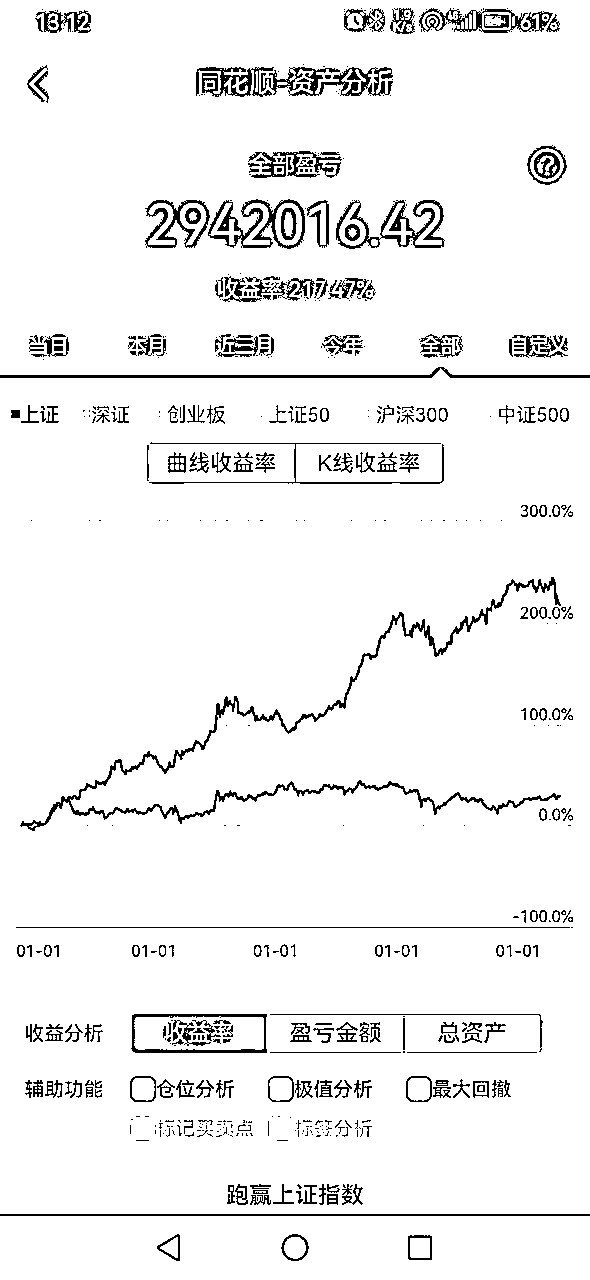 13:12 1.9 K/s 4G 61%
同花顺-资产分析
全部盈亏
2942016.42
收益率 217.47%
当日 本月 近三月 今年 全部 自定义
上证 深证 创业板 上证50 沪深300 中证500
曲线收益率 K线收益率
300.0%
200.0%
100.0%
0.0%
-100.0%
01-01 01-01 01-01 01-01 01-01
收益分析 收益率 盈亏金额 总资产
辅助功能 仓位分析 极值分析 最大回撤
标记买卖点 标签分析
跑赢上证指数